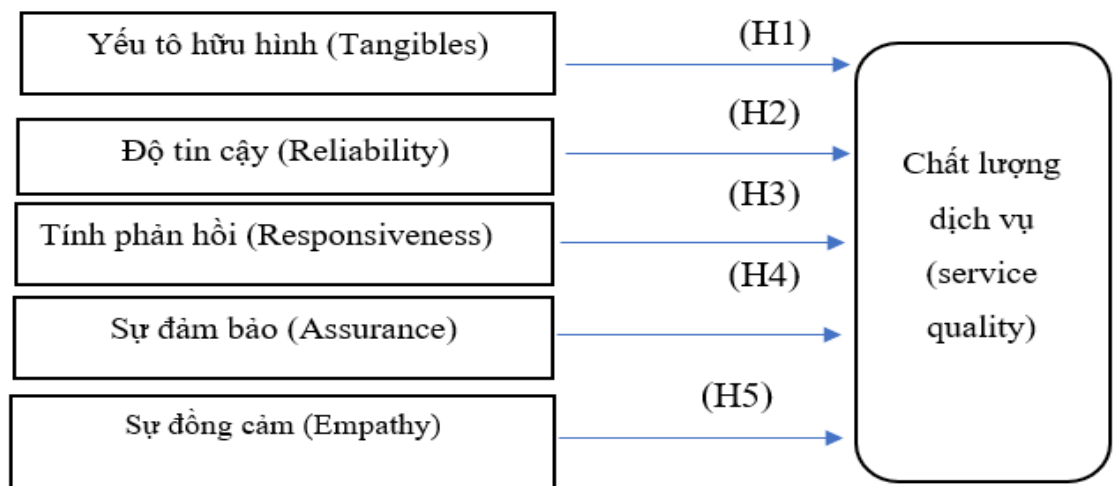 Yếu tô hữu hình (Tangibles)
(H1)
Độ tin cậy (Reliability)
(H2)
Tính phản hồi (Responsiveness)
(H3)
Sự đảm bảo (Assurance)
(H4)
Sự đồng cảm (Empathy)
(H5)
Chất lượng
dịch vụ
(service
quality)